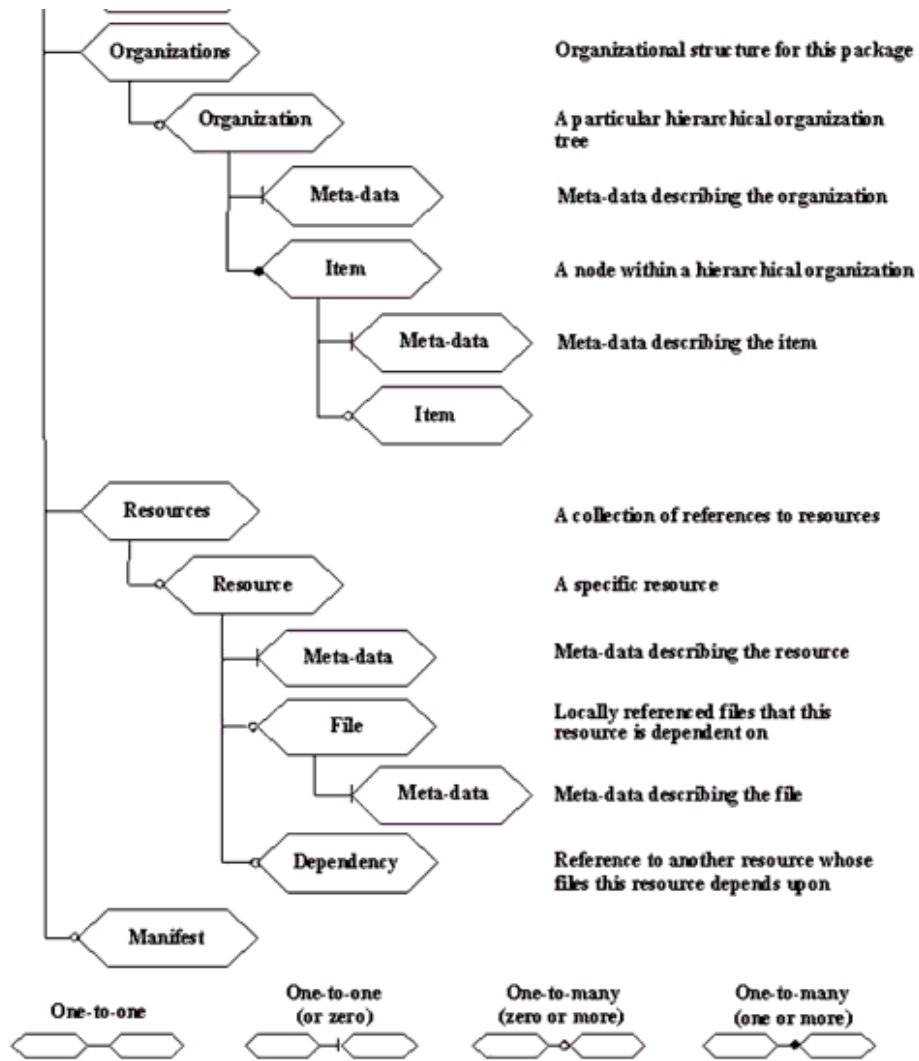 Organizations
Organizational structure for this package
Organization
A particular hierarchical organization
tree
Meta-data
Meta-data describing the organization
Item
A node within a hierarchical organization
Meta-data
Meta-data describing the item
Item
Resources
A collection of references to resources
Resource
A specific resource
Meta-data
Meta-data describing the resource
File
Locally referenced files that this
resource is dependent on
Meta-data
Meta-data describing the file
Dependency
Reference to another resource whose
files this resource depends upon
Manifest
One-to-one
One-to-one
(or zero)
One-to-many
(zero or more)
One-to-many
(one or more)